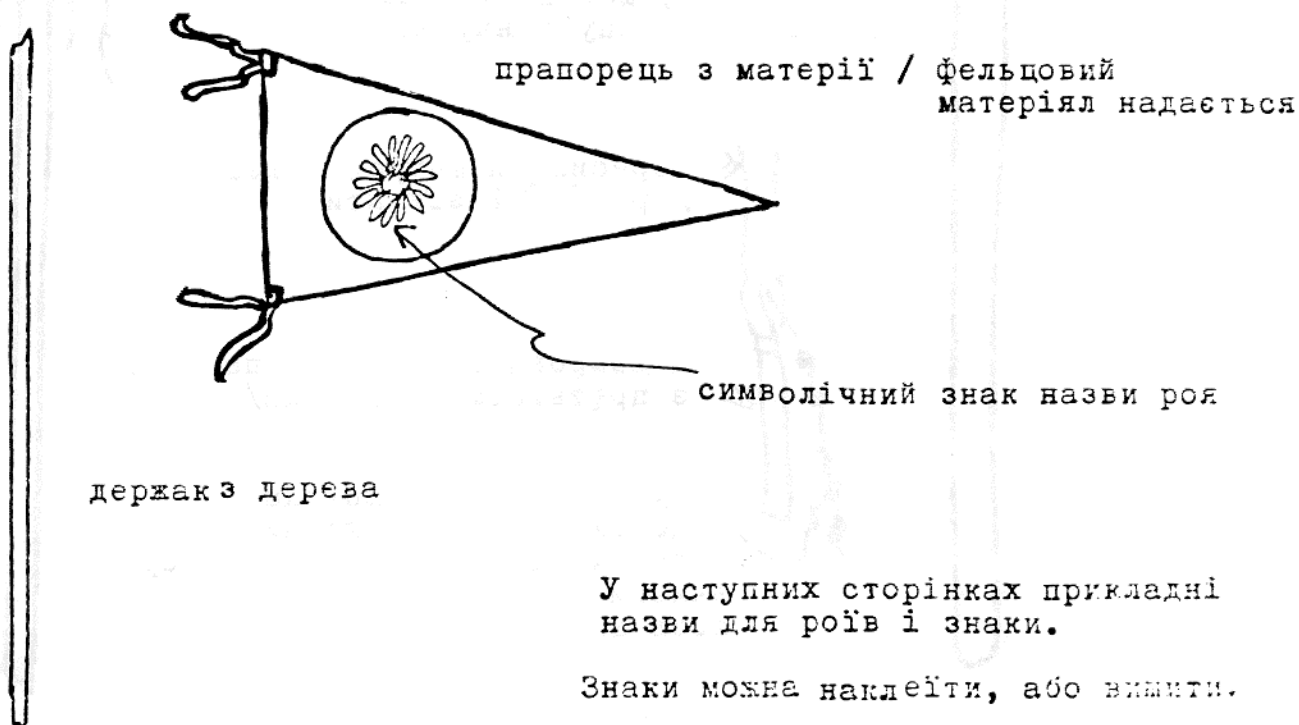 прапорець з матерії / фельцовий
матеріял надається
символічний знак назви роя
держак з дерева
У наступних сторінках прикладні
назви для роїв і знаки.
Знаки можна наклеїти, або вишити.